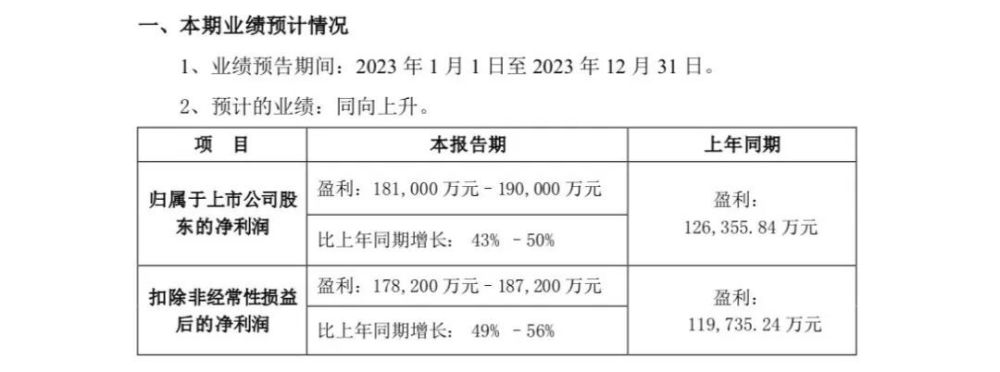 一、本期业绩预计情况
1、业绩预告期间：2023 年 1 月 1 日至 2023 年 12 月 31 日。
2、预计的业绩：同向上升。
项 目
本报告期
上年同期
归属于上市公司股
东的净利润
盈利：181,000 万元–190,000 万元
比上年同期增长： 43% –50%
盈利：
126,355.84 万元
扣除非经常性损益
后的净利润
盈利：178,200 万元–187,200 万元
比上年同期增长： 49% –56%
盈利：
119,735.24 万元